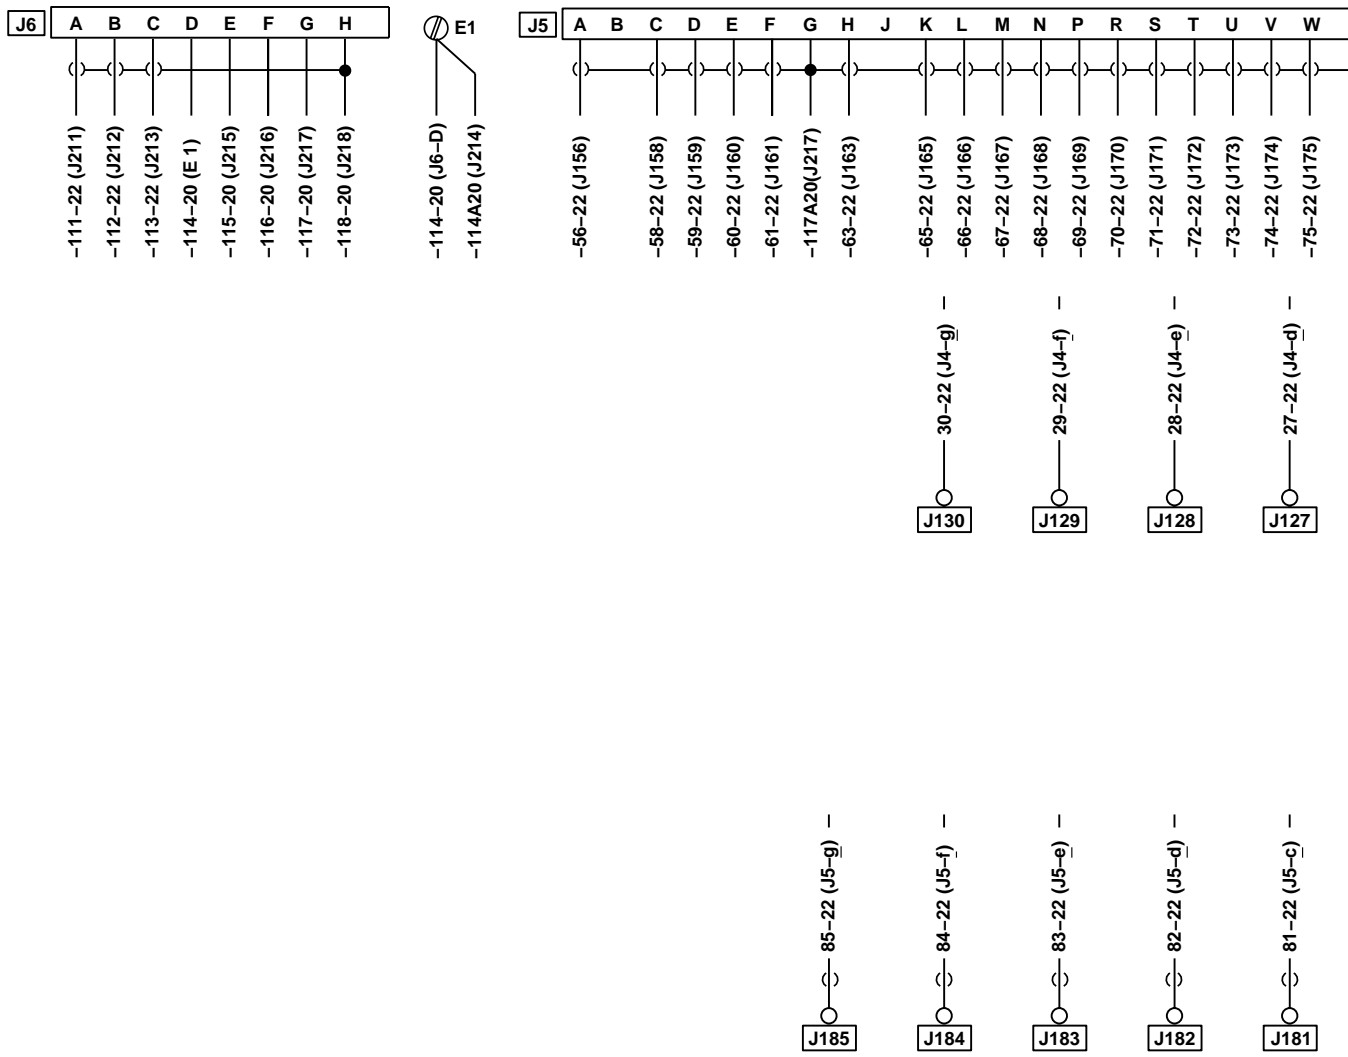 J6 A B C D E F G H
E1
J5 A B C D E F G H J K L M N P R S T U V W
–111–22 (J211)
–112–22 (J212)
–113–22 (J213)
–114–20 (E 1)
–115–20 (J215)
–116–20 (J216)
–117–20 (J217)
–118–20 (J218)
–114–20 (J6–D)
–114A20 (J214)
–56–22 (J156)
–58–22 (J158)
–59–22 (J159)
–60–22 (J160)
–61–22 (J161)
–117A20(J217)
–63–22 (J163)
–65–22 (J165)
–66–22 (J166)
–67–22 (J167)
–68–22 (J168)
–69–22 (J169)
–70–22 (J170)
–71–22 (J171)
–72–22 (J172)
–73–22 (J173)
–74–22 (J174)
–75–22 (J175)
30–22 (J4–g) –
29–22 (J4–f) –
28–22 (J4–e) –
27–22 (J4–d) –
J130
J129
J128
J127
85–22 (J5–g) –
84–22 (J5–f) –
83–22 (J5–e) –
82–22 (J5–d) –
81–22 (J5–c) –
J185
J184
J183
J182
J181